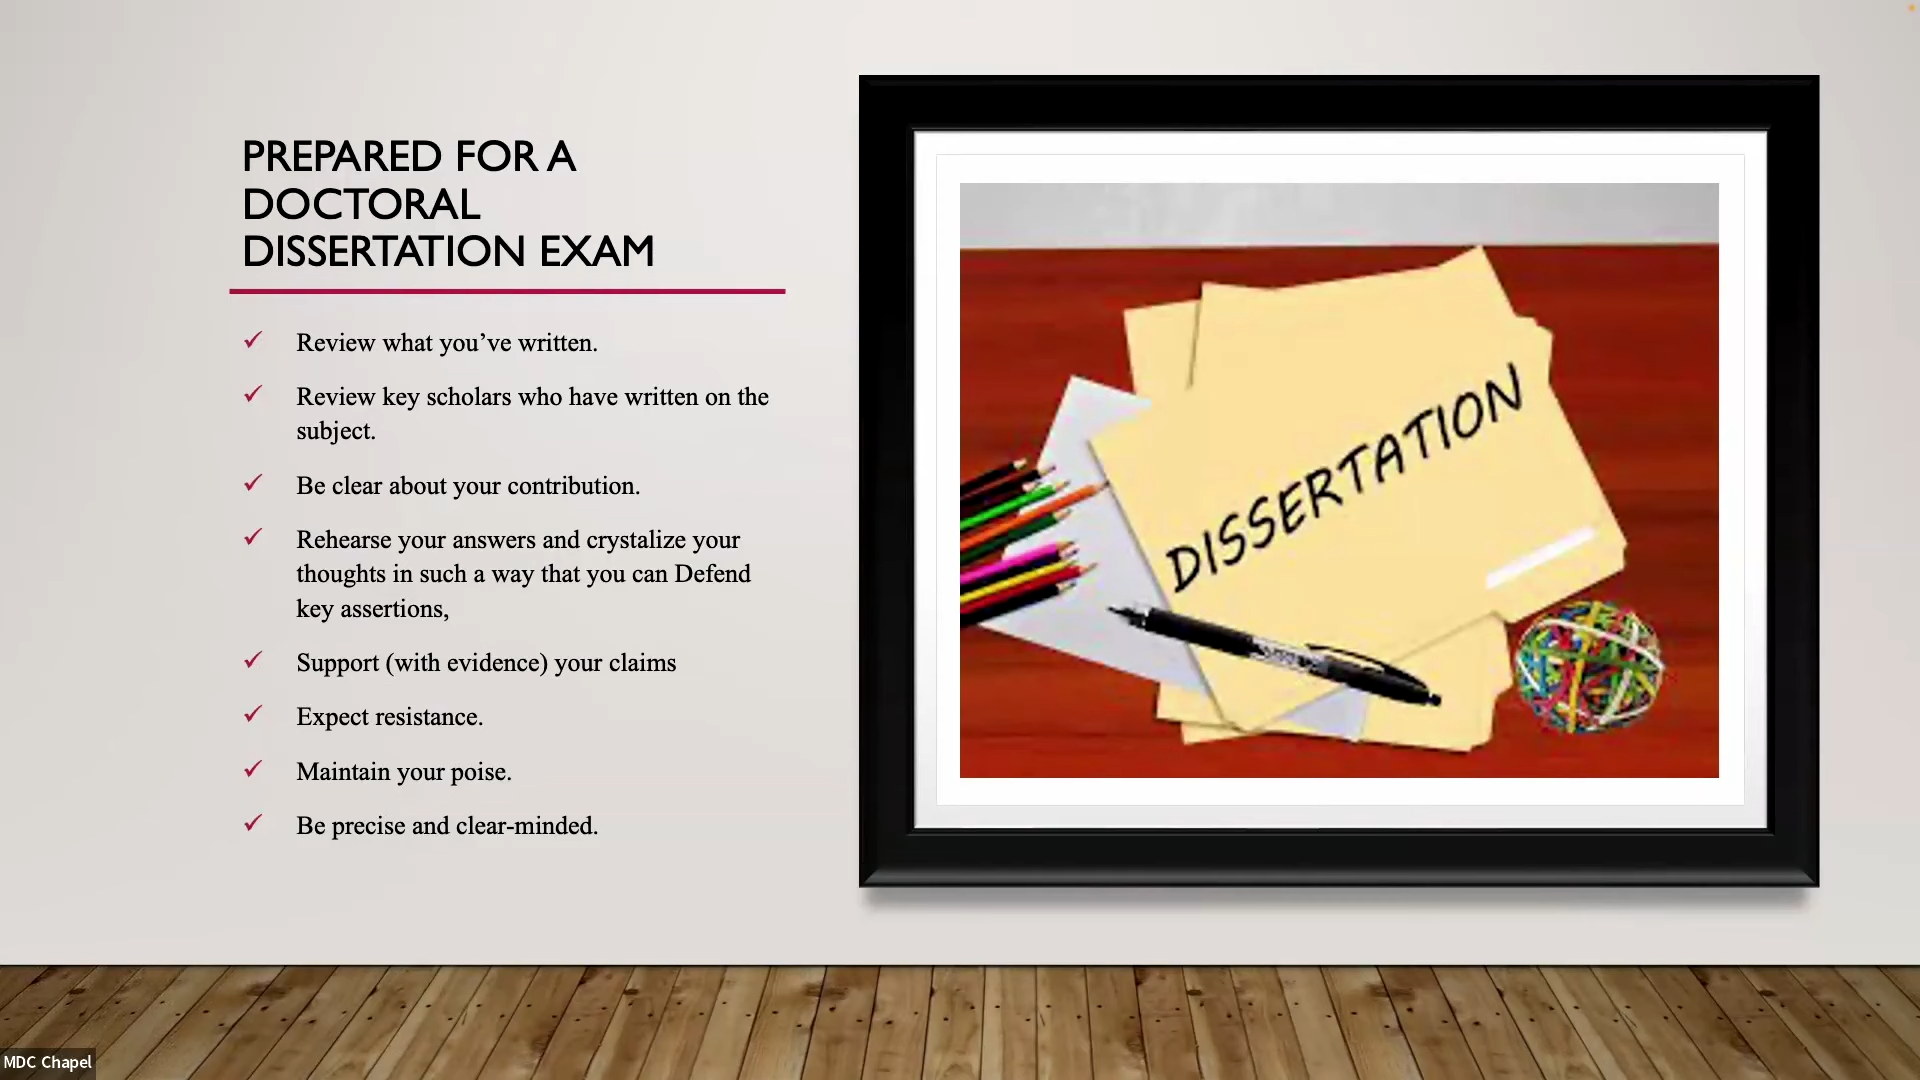 PREPARED FOR A
DOCTORAL
DISSERTATION EXAM
✓ Review what you’ve written.
✓ Review key scholars who have written on the
subject.
✓ Be clear about your contribution.
✓ Rehearse your answers and crystalize your
thoughts in such a way that you can Defend
key assertions,
✓ Support (with evidence) your claims
✓ Expect resistance.
✓ Maintain your poise.
✓ Be precise and clear-minded.
DISSERTATION
MDC Chapel